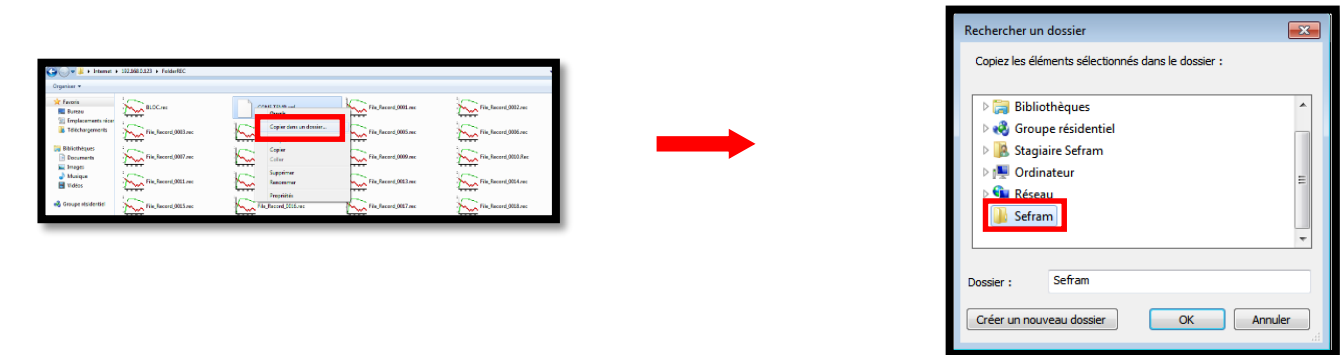 Internet ▸ 192.168.0.123 ▸ FolderREC
Organiser ▾
Favoris
Bureau
Téléchargements
Bibliothèques
Documents
Images
Musique
Vidéos
Groupe résidentiel
BLOC.rec
File_Record_0001.rec
File_Record_0002.rec
File_Record_0003.rec
File_Record_0005.rec
File_Record_0006.rec
File_Record_0007.rec
File_Record_0009.rec
File_Record_0010.Rec
File_Record_0011.rec
File_Record_0013.rec
File_Record_0014.rec
File_Record_0015.rec
File_Record_0016.rec
File_Record_0017.rec
File_Record_0018.rec
Copier dans un dossier...
Copier
Coller
Supprimer
Renommer
Propriétés
Rechercher un dossier
Copiez les éléments sélectionnés dans le dossier :
Bibliothèques
Groupe résidentiel
Stagiaire Sefram
Ordinateur
Réseau
Sefram
Dossier : Sefram
Créer un nouveau dossier OK Annuler